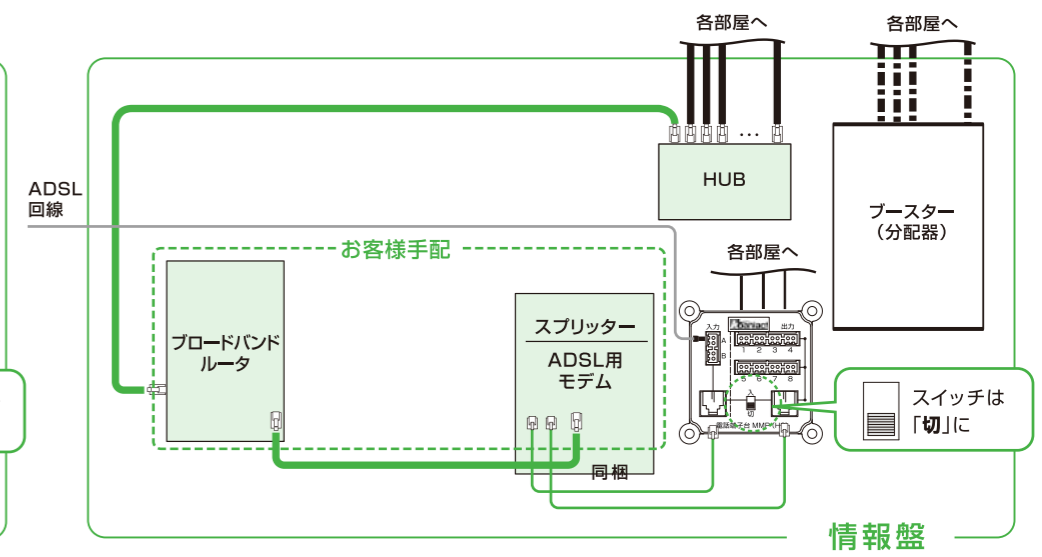 各部屋へ
各部屋へ
HUB
ADSL
回線
ブースター
（分配器）
お客様手配
各部屋へ
ブロードバンド
ルータ
スプリッター
ADSL用
モデム
同梱
入力
出力
A
B
1 2 3 4
5 6 7 8
入
切
スイッチは
「切」に
情報盤